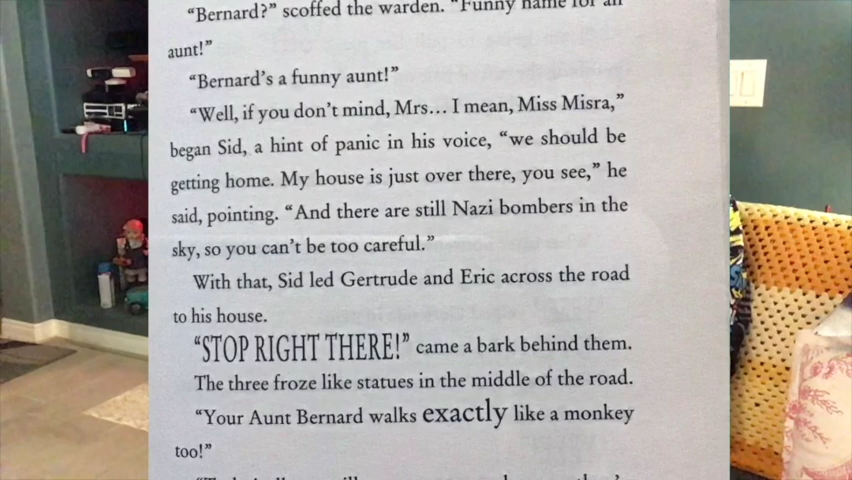 “Bernard?” scoffed the warden. “Funny name for an
aunt!”
“Bernard’s a funny aunt!”
“Well, if you don’t mind, Mrs… I mean, Miss Misra,”
began Sid, a hint of panic in his voice, “we should be
getting home. My house is just over there, you see,” he
said, pointing. “And there are still Nazi bombers in the
sky, so you can’t be too careful.”
With that, Sid led Gertrude and Eric across the road
to his house.
“STOP RIGHT THERE!” came a bark behind them.
The three froze like statues in the middle of the road.
“Your Aunt Bernard walks exactly like a monkey
too!”